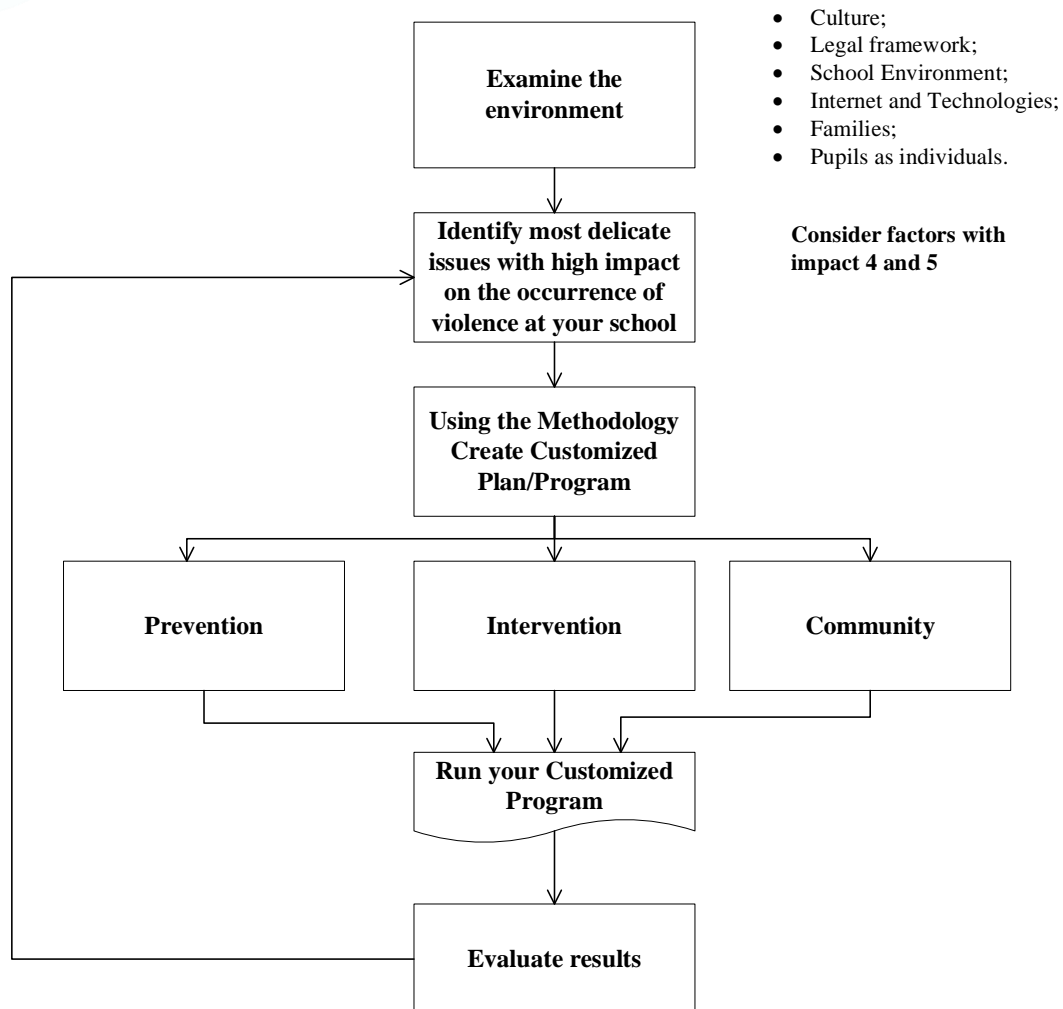 Examine the
environment
• Culture;
• Legal framework;
• School Environment;
• Internet and Technologies;
• Families;
• Pupils as individuals.
Identify most delicate
issues with high impact
on the occurrence of
violence at your school
Consider factors with
impact 4 and 5
Using the Methodology
Create Customized
Plan/Program
Prevention
Intervention
Community
Run your Customized
Program
Evaluate results